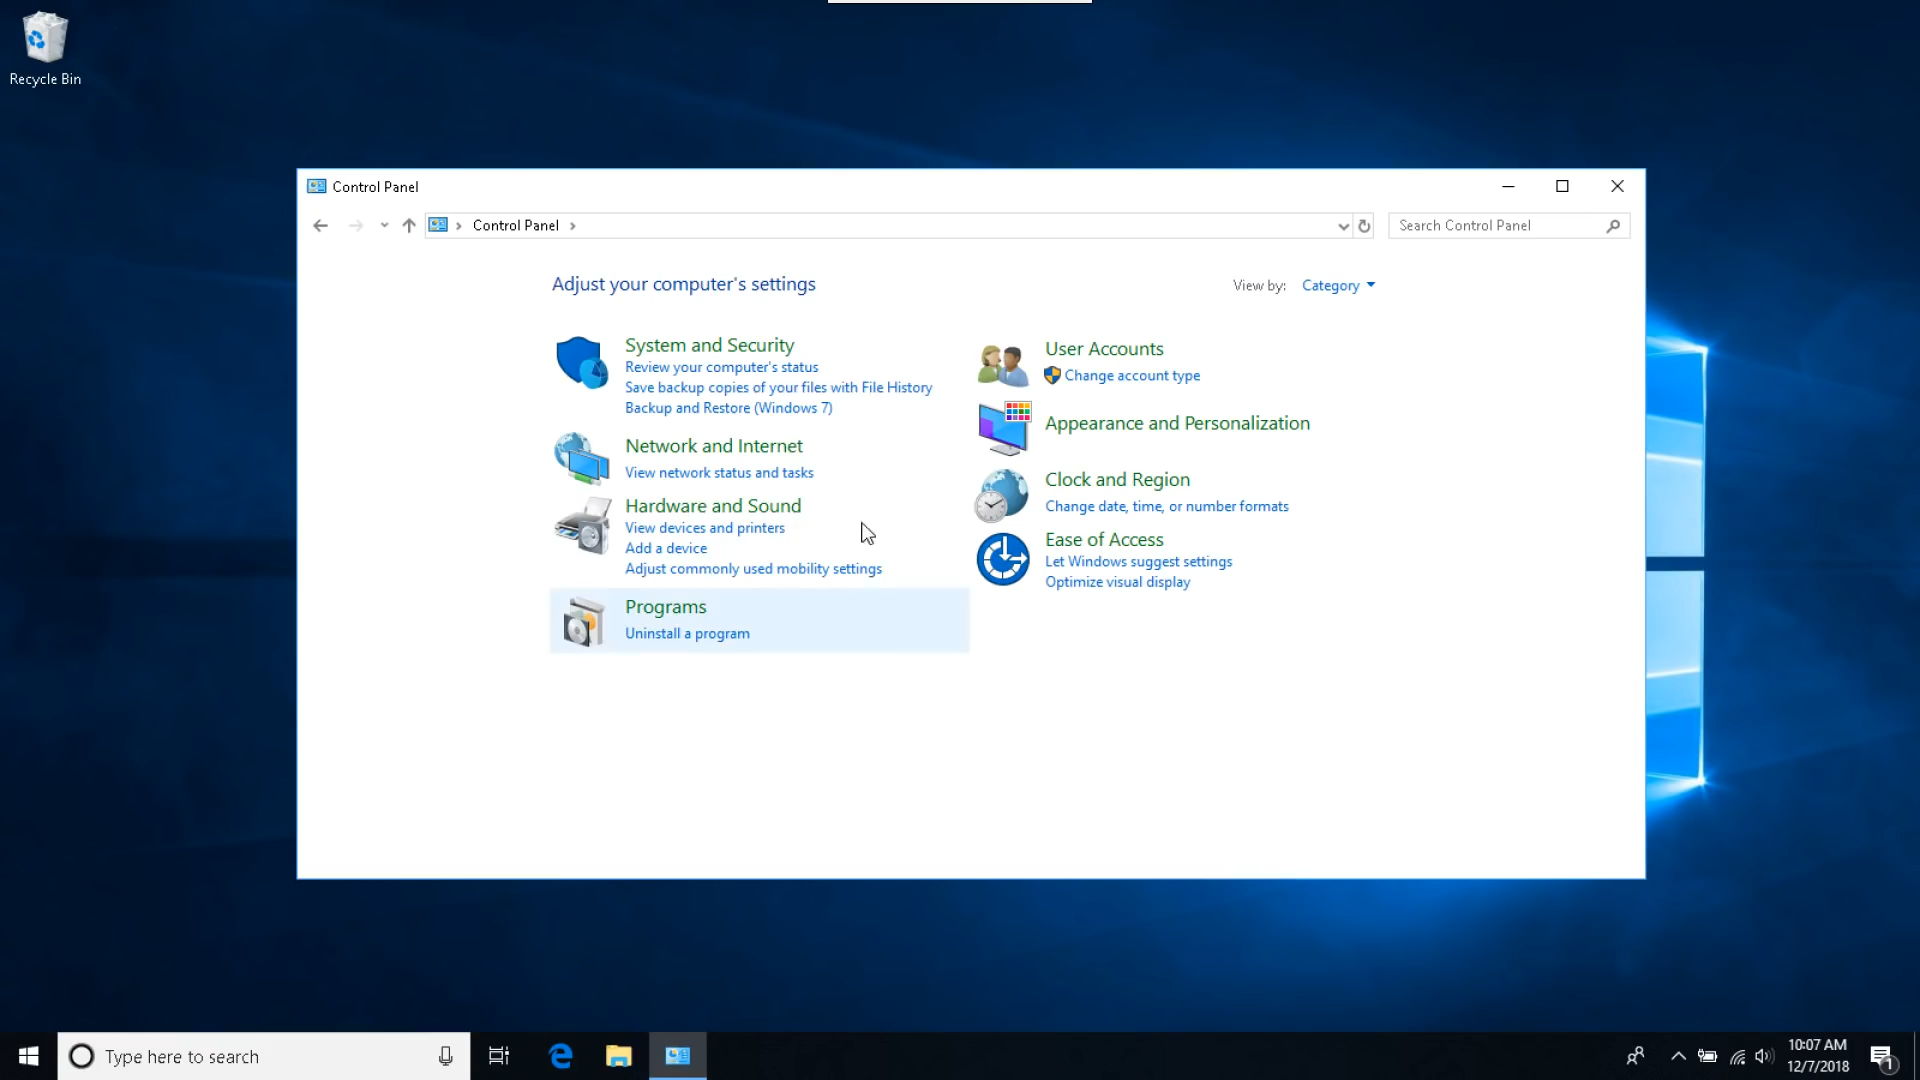 Recycle Bin
Control Panel
Control Panel
Search Control Panel
Adjust your computer's settings
View by: Category
System and Security
Review your computer's status
Save backup copies of your files with File History
Backup and Restore (Windows 7)
Network and Internet
View network status and tasks
Hardware and Sound
View devices and printers
Add a device
Adjust commonly used mobility settings
Programs
Uninstall a program
User Accounts
Change account type
Appearance and Personalization
Clock and Region
Change date, time, or number formats
Ease of Access
Let Windows suggest settings
Optimize visual display
Type here to search
10:07 AM
12/7/2018
1